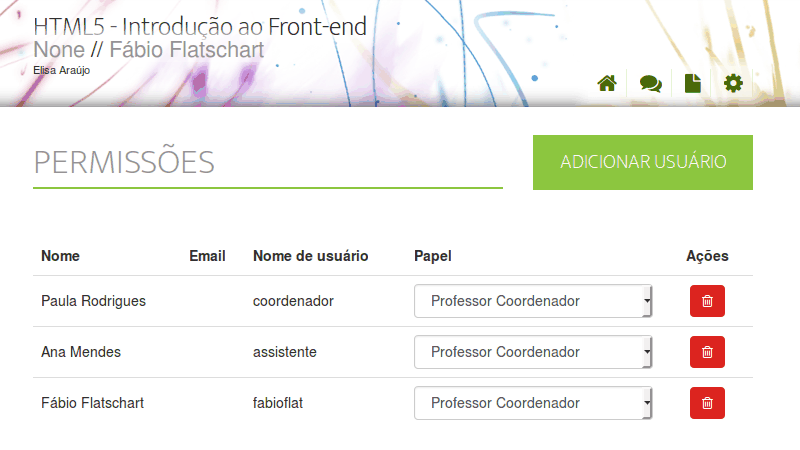 HTML5 - Introdução ao Front-end
None // Fábio Flatschart
Elisa Araújo
PERMISSÕES
ADICIONAR USUÁRIO
Nome Email Nome de usuário Papel Ações
Paula Rodrigues coordenador Professor Coordenador
Ana Mendes assistente Professor Coordenador
Fábio Flatschart fabioflat Professor Coordenador